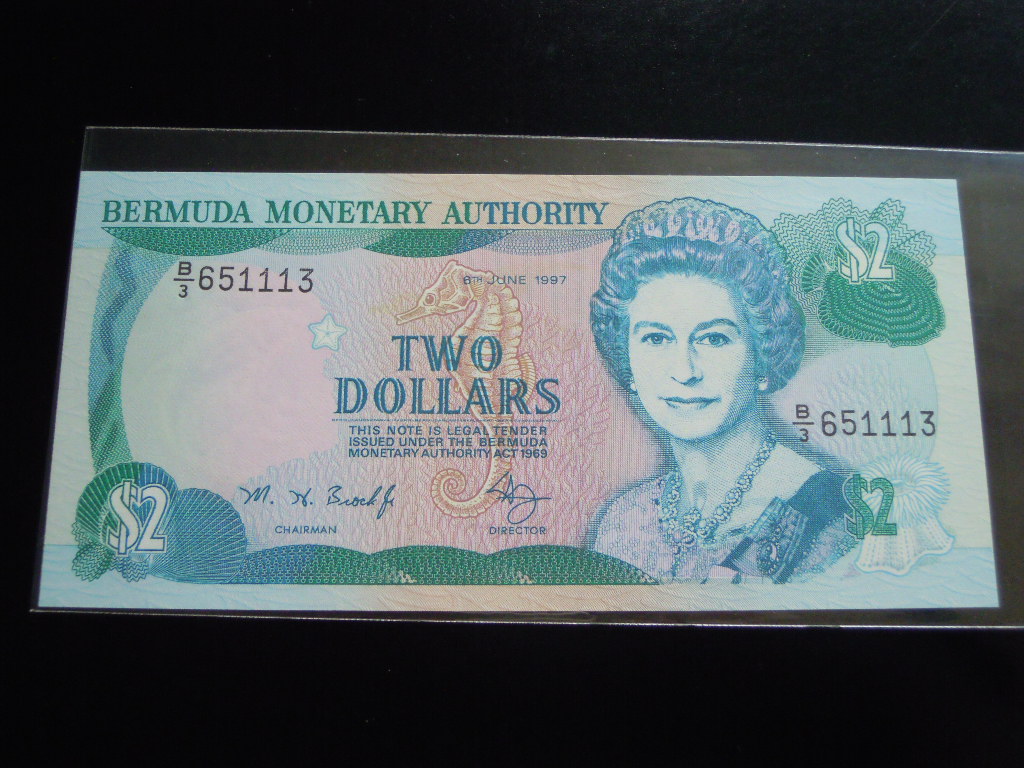 BERMUDA MONETARY AUTHORITY
$2
B/3 651113
6TH JUNE 1997
TWO
DOLLARS
THIS NOTE IS LEGAL TENDER
ISSUED UNDER THE BERMUDA
MONETARY AUTHORITY ACT 1969
B/3 651113
$2
CHAIRMAN
DIRECTOR
$2